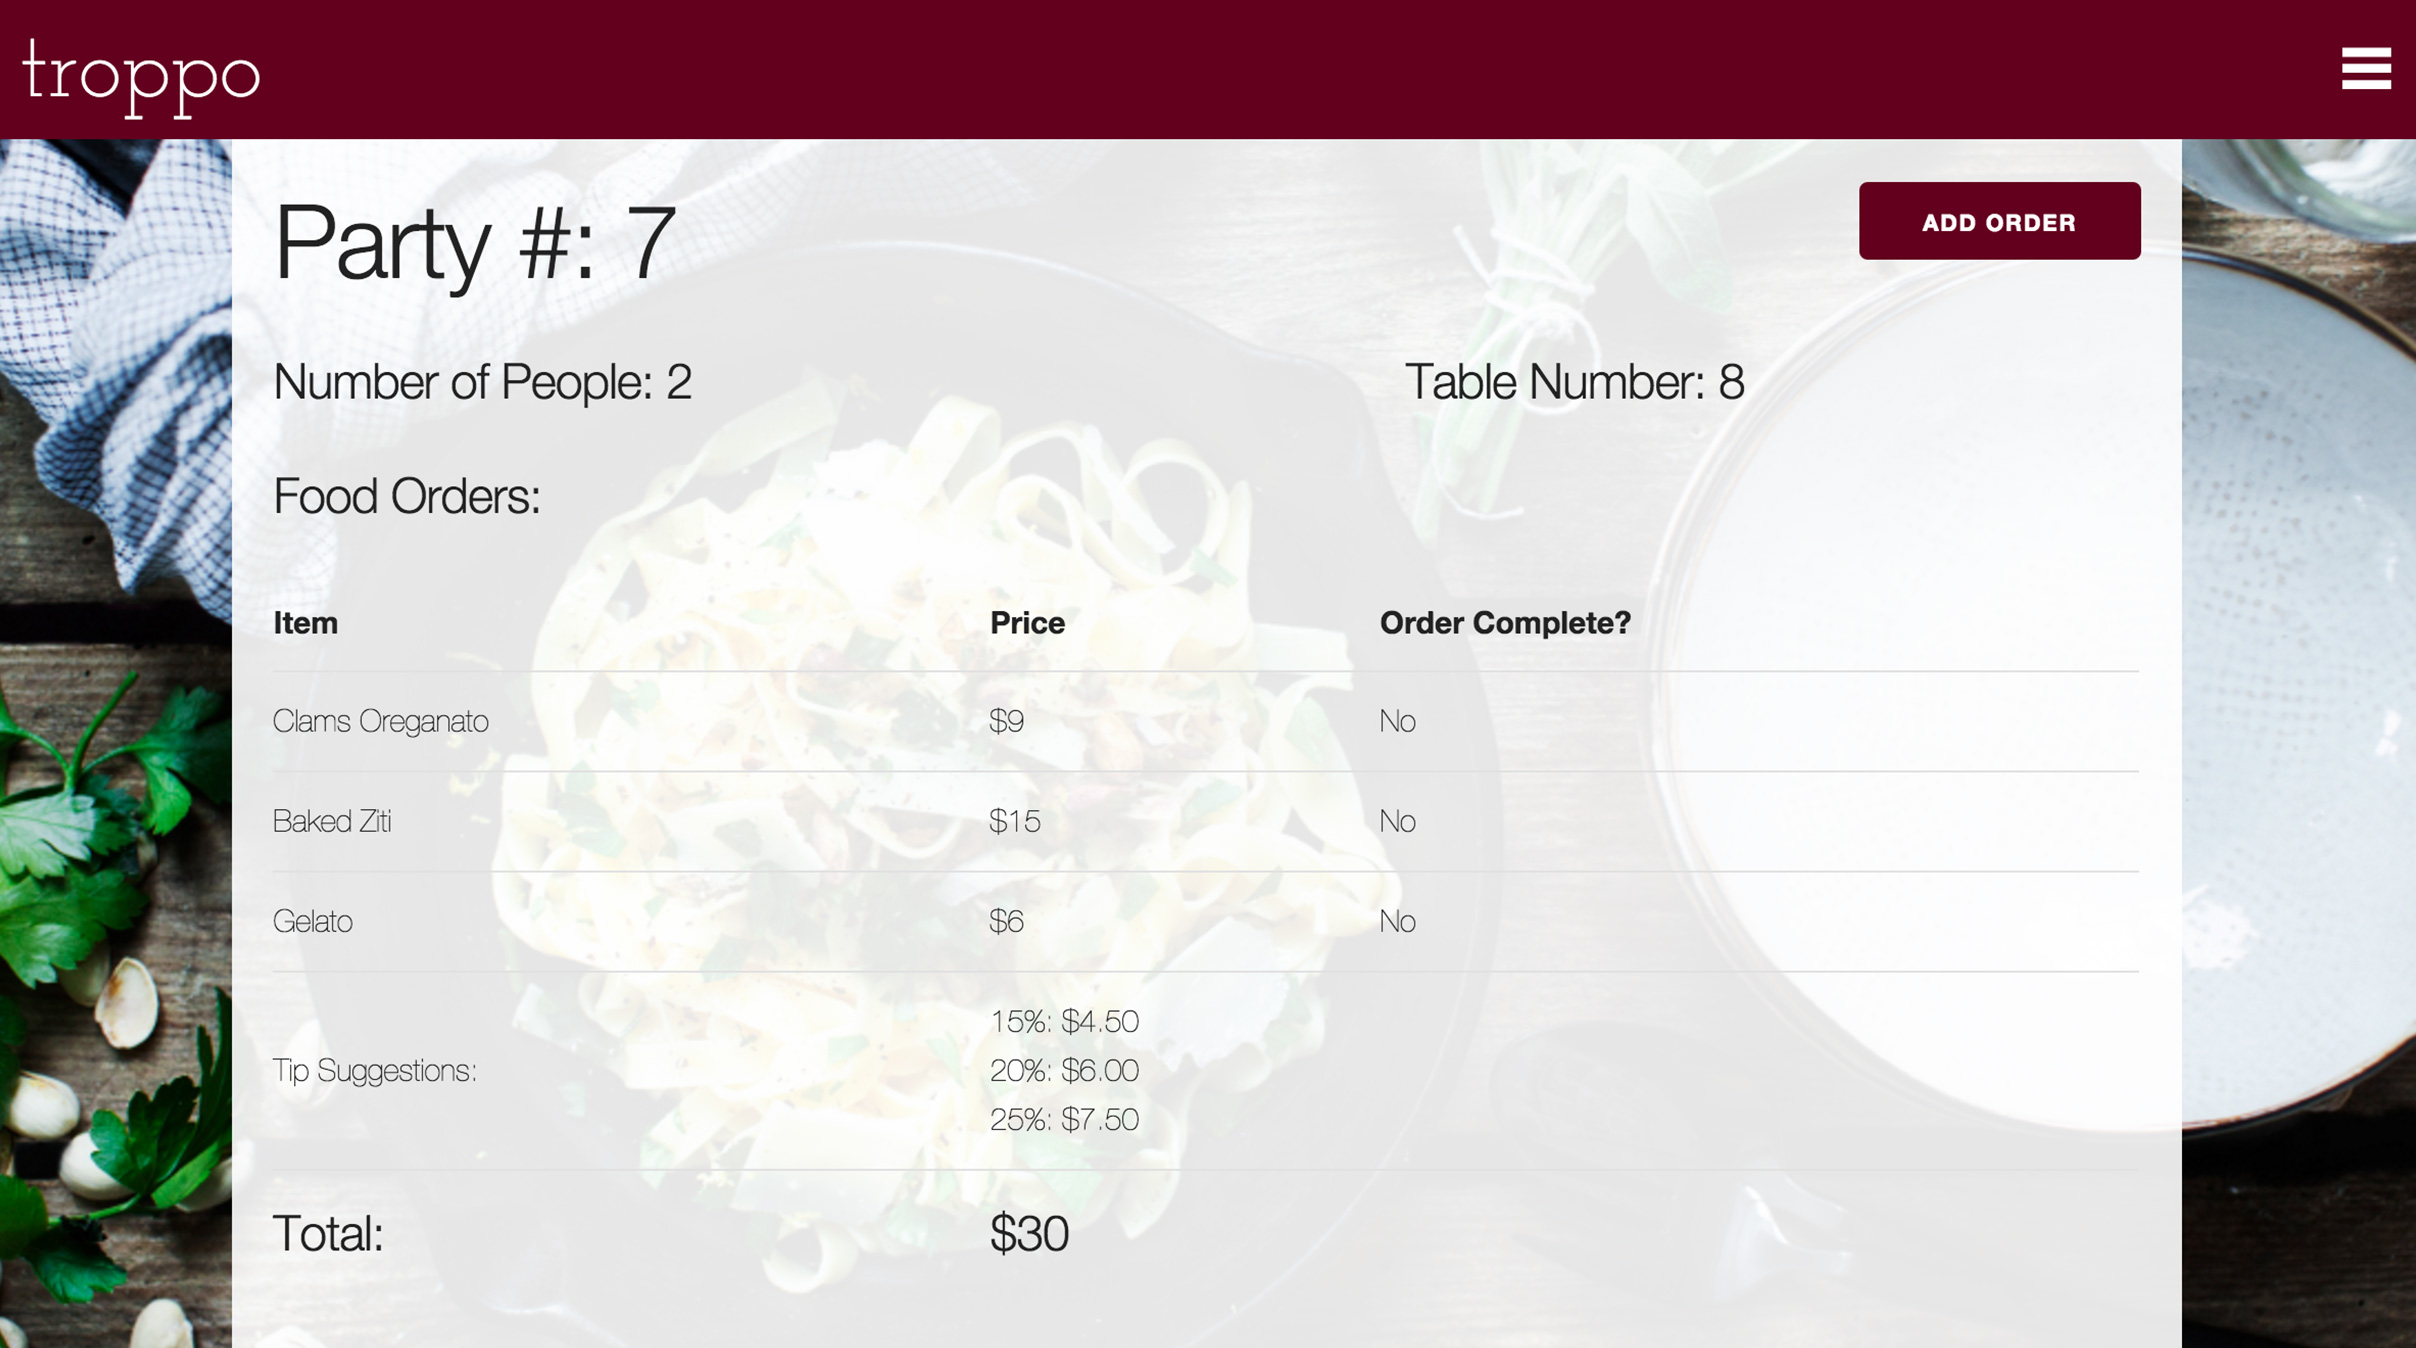 troppo
Party #: 7
ADD ORDER
Number of People: 2
Table Number: 8
Food Orders:
Item Price Order Complete?
Clams Oreganato $9 No
Baked Ziti $15 No
Gelato $6 No
15%: $4.50
Tip Suggestions: 20%: $6.00
25%: $7.50
Total: $30